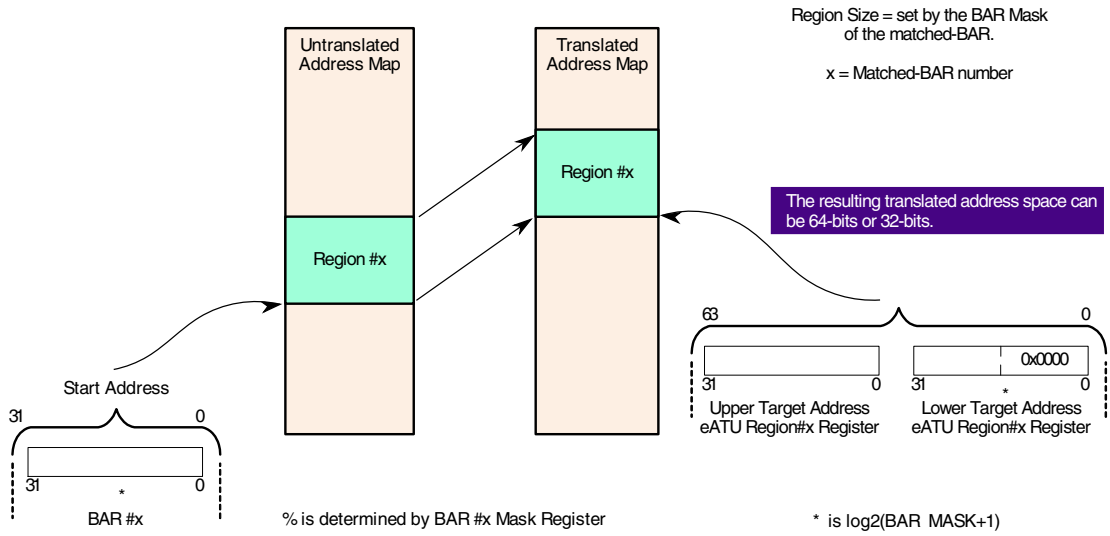 Region Size = set by the BAR Mask
of the matched-BAR.
x = Matched-BAR number
Untranslated
Address Map
Translated
Address Map
Region #x
Region #x
The resulting translated address space can
be 64-bits or 32-bits.
63
0
0x0000
31
0
31
*
0
Upper Target Address
eATU Region#x Register
Lower Target Address
eATU Region#x Register
Start Address
31
0
31
*
0
BAR #x
% is determined by BAR #x Mask Register
* is log2(BAR MASK+1)